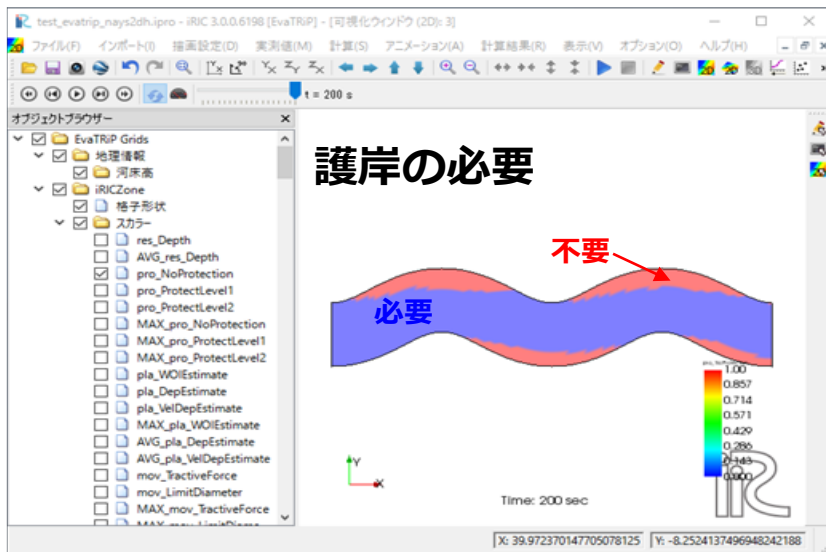 test_evatrip_nays2dh.ipro - iRIC 3.0.0.6198 [EvaTRiP] - [可視化ウィンドウ (2D): 3]
ファイル(F) インポート(I) 描画設定(D) 実測値(M) 計算(S) アニメーション(A) 計算結果(R) 表示(V) オプション(O) ヘルプ(H)
t = 200 s
オブジェクトブラウザー
EvaTRiP Grids
地理情報
河床高
iRICZone
格子形状
スカラー
res_Depth
AVG_res_Depth
pro_NoProtection
pro_ProtectLevel1
pro_ProtectLevel2
MAX_pro_NoProtection
MAX_pro_ProtectLevel1
MAX_pro_ProtectLevel2
pla_WOIEstimate
pla_DepEstimate
pla_VelDepEstimate
MAX_pla_WOIEstimate
AVG_pla_DepEstimate
AVG_pla_VelDepEstimate
mov_TractiveForce
mov_LimitDiameter
MAX_mov_TractiveForce
護岸の必要
不要
必要
1.00
0.857
0.714
0.571
0.429
0.286
0.143
0.000
Y
X
Time: 200 sec
X: 39.972370147705078125
Y: -8.2524137496948242188